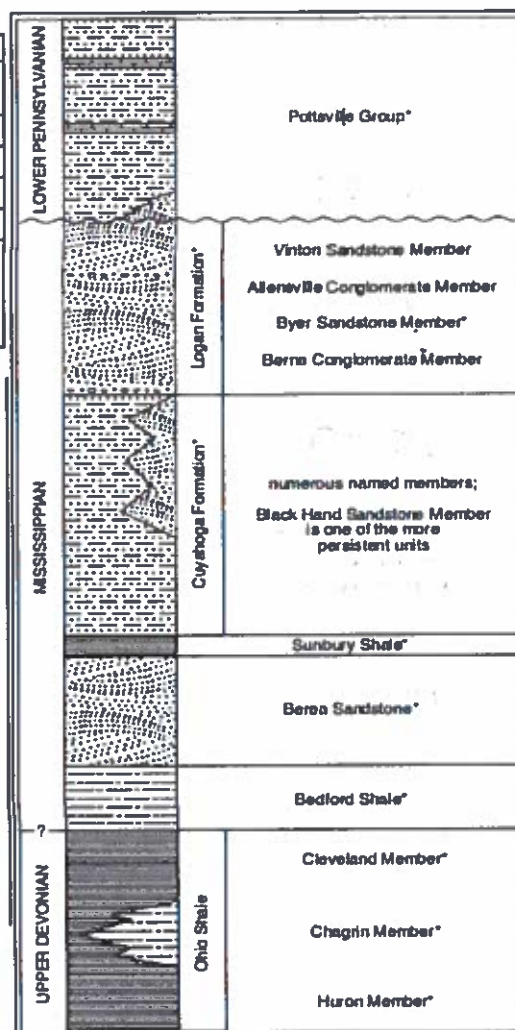 LOWER PENNSYLVANIAN
Pottsville Group*
Logan Formation*
Vinton Sandstone Member
Allensville Conglomerate Member
Byer Sandstone Member*
Berne Conglomerate Member
MISSISSIPPIAN
Cuyahoga Formation*
numerous named members;
Black Hand Sandstone Member
is one of the more
persistent units
Sunbury Shale*
Berea Sandstone*
Bedford Shale*
?
UPPER DEVONIAN
Ohio Shale
Cleveland Member*
Chagrin Member*
Huron Member*